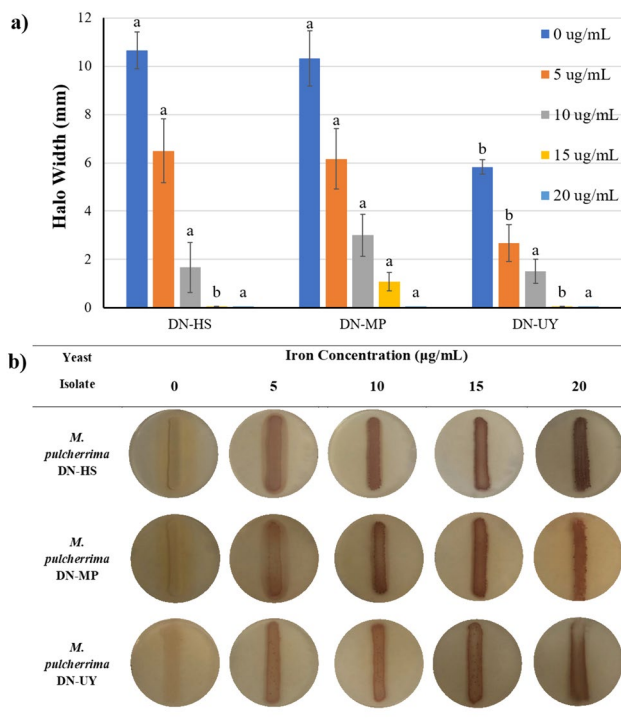 a)
12
10
8
6
4
2
0
Halo Width (mm)
a
a
a
b
a
a
a
a
a
a
b
b
a
b
a
0 ug/mL
5 ug/mL
10 ug/mL
15 ug/mL
20 ug/mL
DN-HS DN-MP DN-UY
b)
Yeast Isolate
Iron Concentration (µg/mL)
0 5 10 15 20
M.
pulcherrima
DN-HS
M.
pulcherrima
DN-MP
M.
pulcherrima
DN-UY